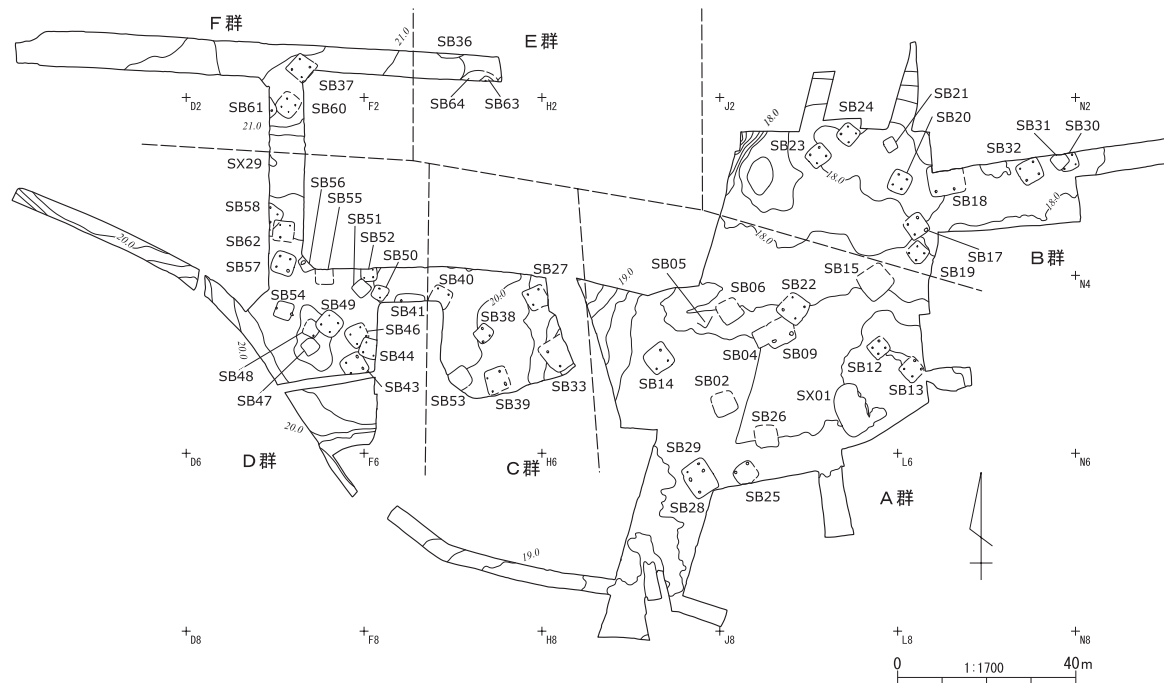 F群
21.0
SB36
E群
SB37
SB64
SB63
SB61
SB60
D2
F2
H2
J2
N2
21.0
18.0
SB24
SB21
SB20
SB31
SB30
SB23
SB32
SX29
18.0
SB18
SB56
SB55
SB51
SB52
SB58
SB62
SB50
SB57
18.0
18.0
SB17
SB19
B群
20.0
SB54
SB49
SB41
SB40
SB27
20.0
SB38
19.0
SB05
SB06
SB22
SB15
N4
SB46
SB44
SB48
SB43
SB47
20.0
SB53
SB39
SB33
SB14
SB04
SB09
SB12
SB13
SB02
SX01
SB26
20.0
D群
C群
SB29
SB28
SB25
A群
D6
F6
H6
L6
N6
19.0
D8
F8
H8
J8
L8
N8
0
1:1700
40m